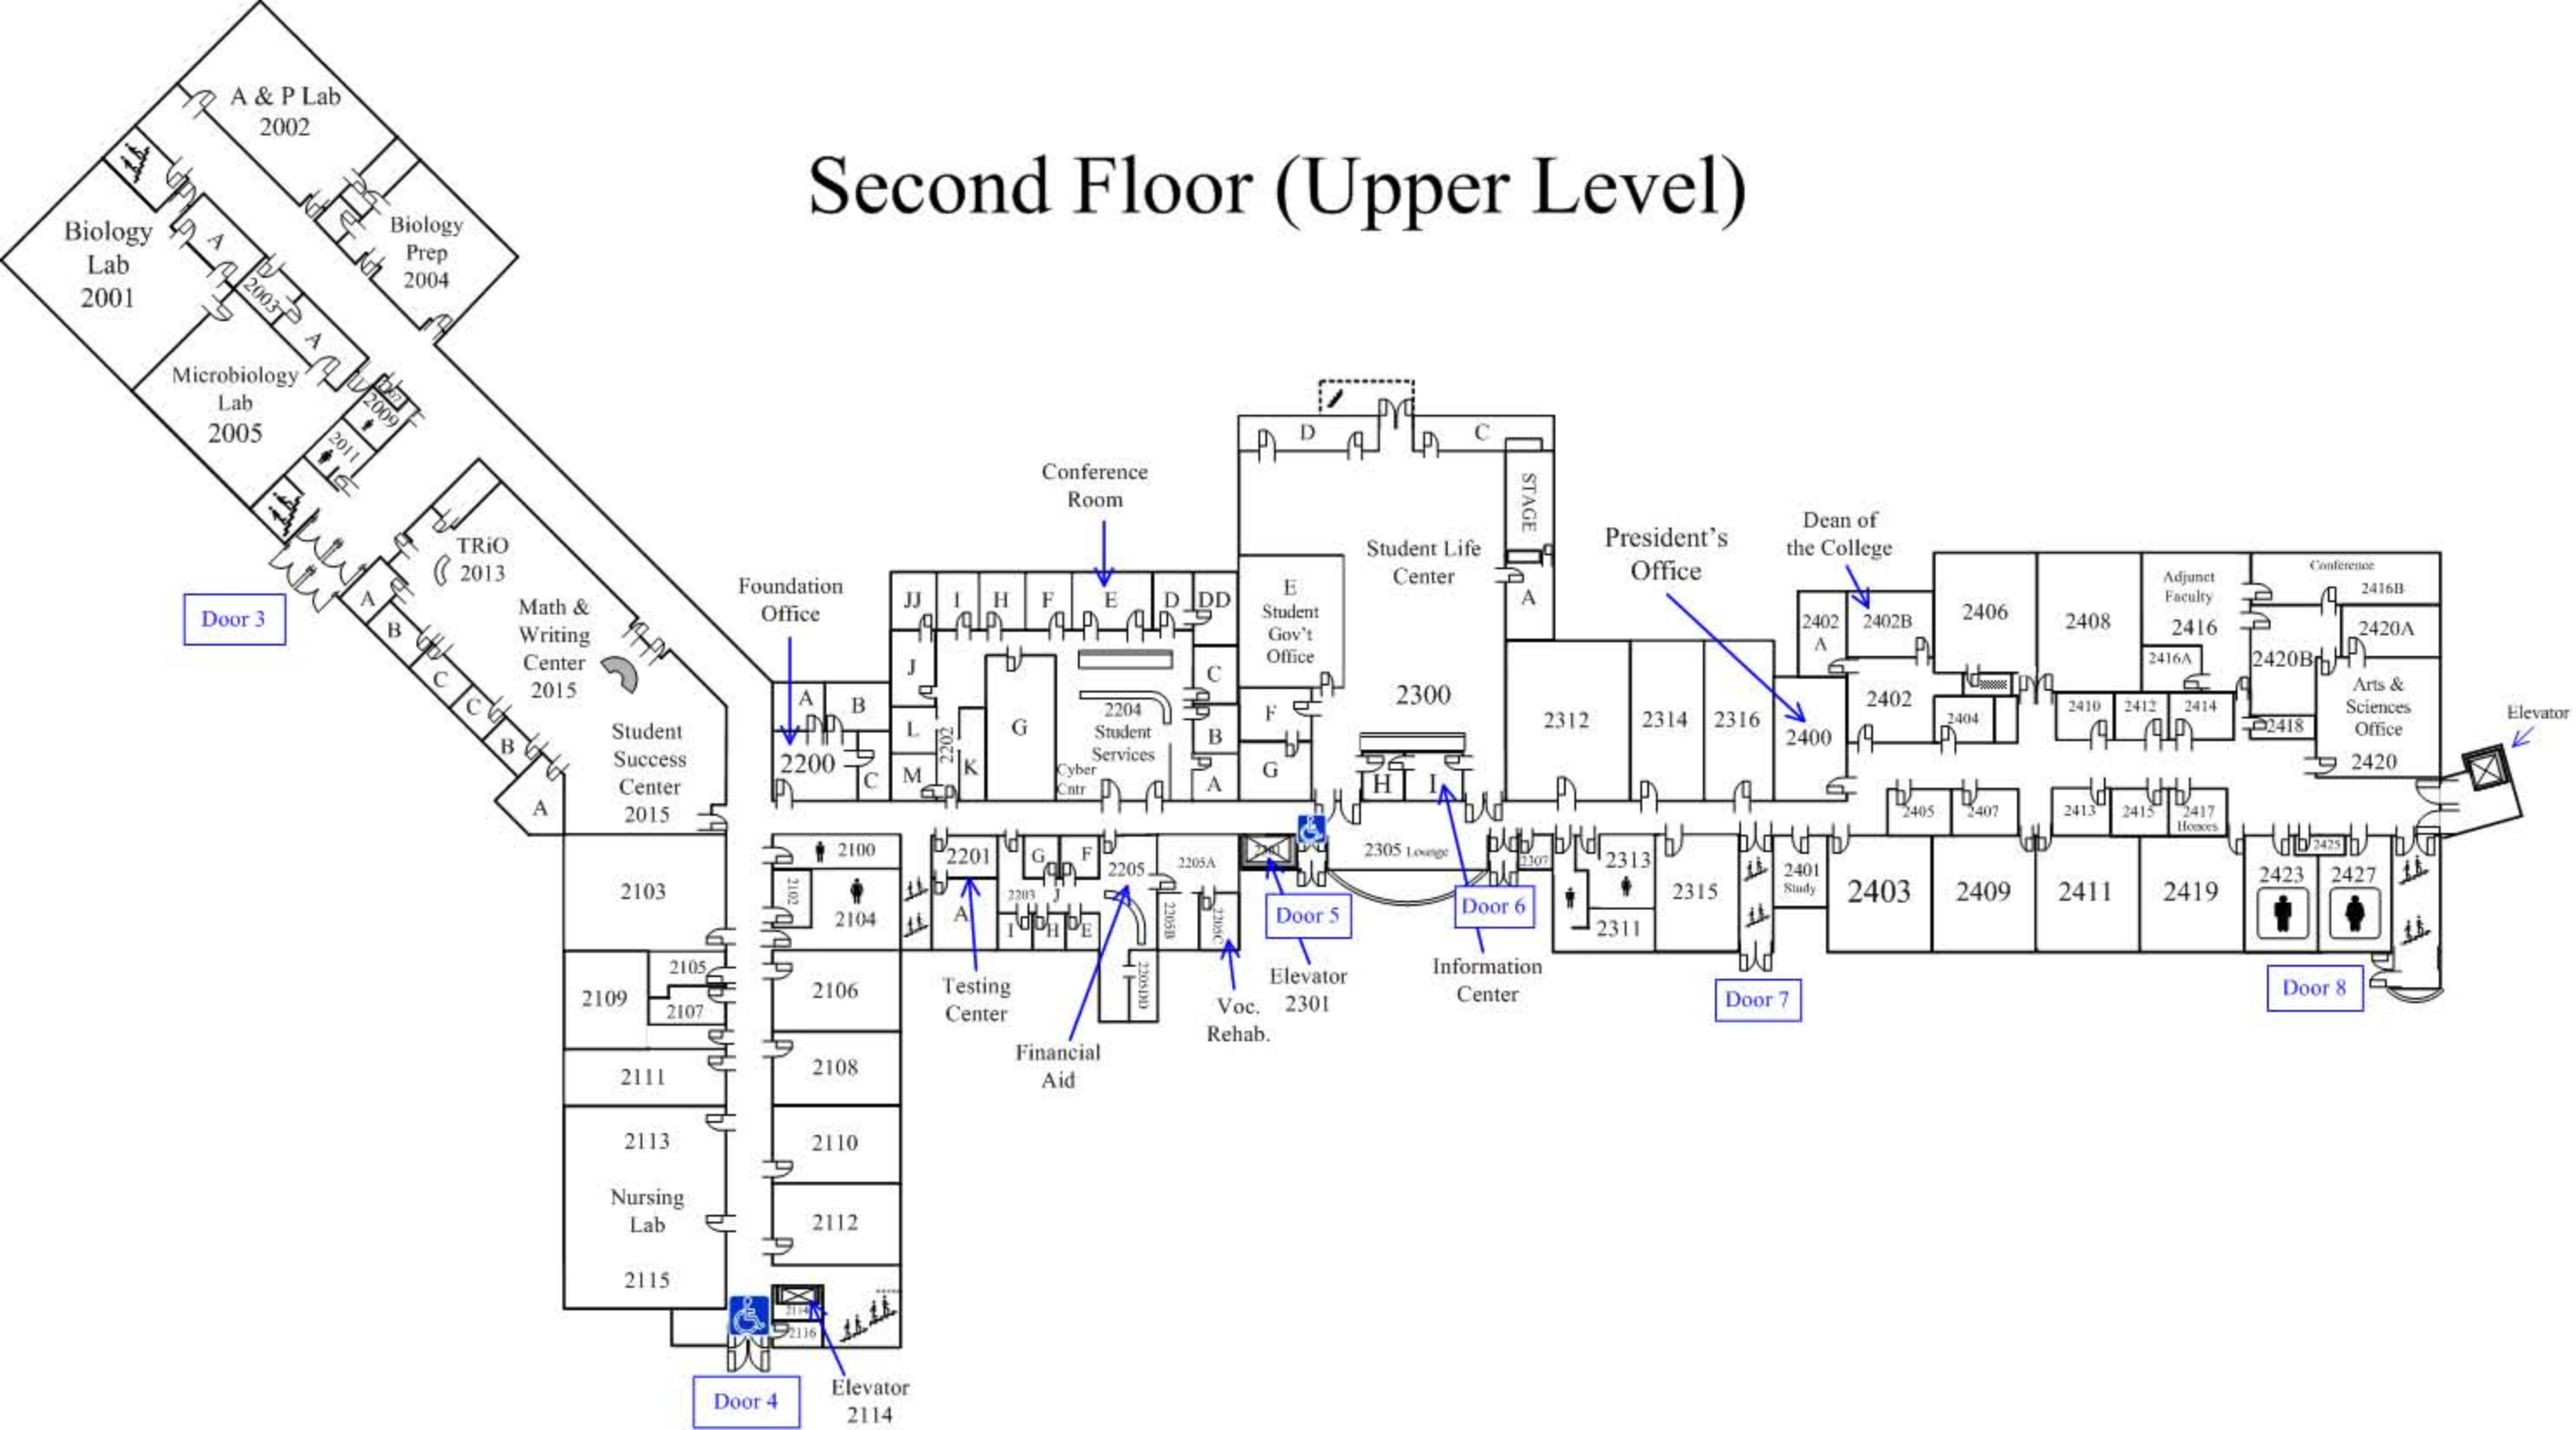 Second Floor (Upper Level)
A & P Lab
2002
Biology
Lab
2001
Biology
Prep
2004
A
2003
A
Microbiology
Lab
2005
2009
2011
Door 3
TRiO
2013
Math &
Writing
Center
2015
A
B
C
C
B
A
Student
Success
Center
2015
Foundation
Office
A
B
2200
C
Conference
Room
JJ
I
H
F
E
D
DD
J
L
M
2202
K
G
2204
Student
Services
Cyber
Cntr
C
B
A
D
C
STAGE
A
Student Life
Center
2300
E
Student
Gov't
Office
F
G
H
I
2312
2314
2316
President's
Office
2400
Dean of
the College
2402
A
2402B
2402
2404
2406
2408
Adjunct
Faculty
2416
2416A
2410
2412
2414
Conference
2416B
2420A
2420B
2418
Arts &
Sciences
Office
2420
Elevator
2405
2407
2413
2415
2417
Honors
2103
2100
2102
2104
2201
A
G
F
2203
J
I
H
E
2205
2205A
2205B
2205C
2205DD
2305 Lounge
2307
2313
2311
2315
2401
Study
2403
2409
2411
2419
2423
2425
2427
Door 5
Elevator
2301
Door 6
Information
Center
Door 7
Door 8
Testing
Center
Financial
Aid
Voc.
Rehab.
2105
2109
2107
2106
2111
2108
2113
2110
Nursing
Lab
2112
2115
2114
2116
Door 4
Elevator
2114